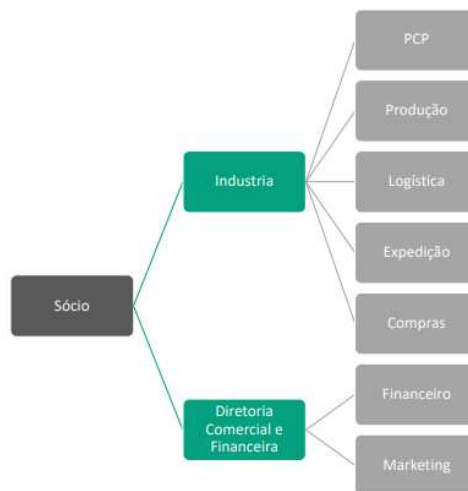 PCP
Produção
Industria
Logística
Expedição
Sócio
Compras
Diretoria
Comercial e
Financeira
Financeiro
Marketing